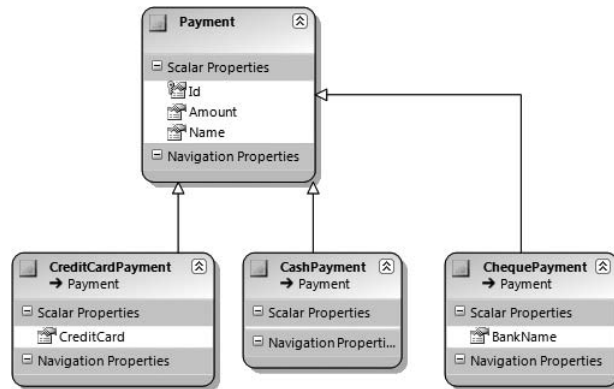 Payment
Scalar Properties
Id
Amount
Name
Navigation Properties
CreditCardPayment
→ Payment
Scalar Properties
CreditCard
Navigation Properties
CashPayment
→ Payment
Scalar Properties
Navigation Properti...
ChequePayment
→ Payment
Scalar Properties
BankName
Navigation Properties